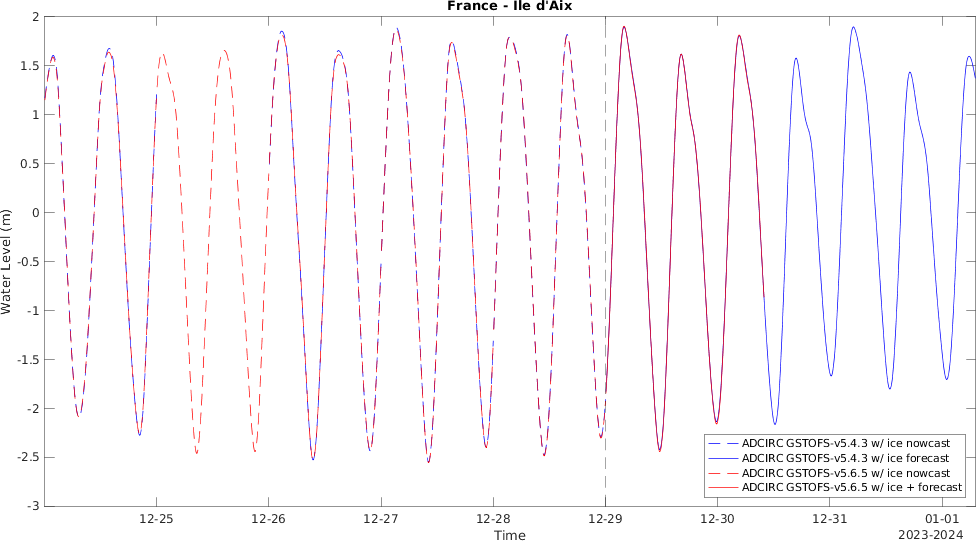 France - Ile d'Aix
2
1.5
1
0.5
0
-0.5
-1
-1.5
-2
-2.5
-3
Water Level (m)
ADCIRC GSTOFS-v5.4.3 w/ ice nowcast
ADCIRC GSTOFS-v5.4.3 w/ ice forecast
ADCIRC GSTOFS-v5.6.5 w/ ice nowcast
ADCIRC GSTOFS-v5.6.5 w/ ice + forecast
12-25 12-26 12-27 12-28 12-29 12-30 12-31 01-01
Time
2023-2024